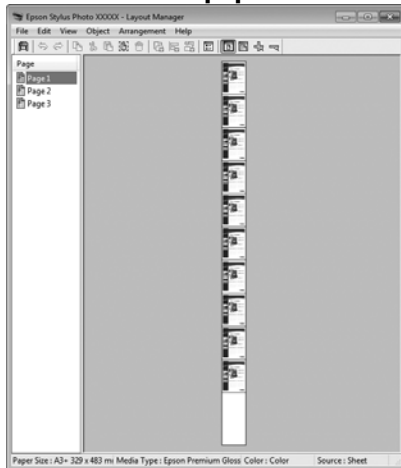 Epson Stylus Photo XXXXX - Layout Manager
File Edit View Object Arrangement Help
Page
Page 1
Page 2
Page 3
Paper Size : A3+ 329 x 483 mi Media Type : Epson Premium Gloss Color : Color Source : Sheet